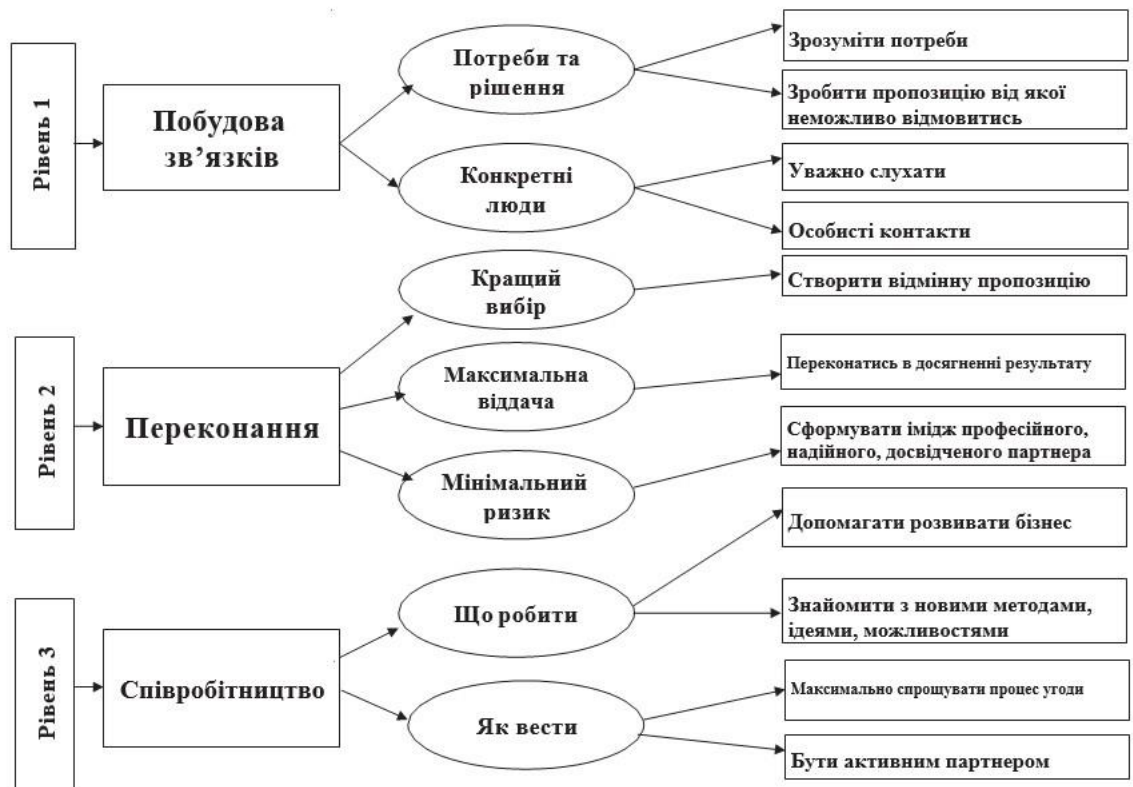 Рівень 1
Побудова
зв’язків
Потреби та
рішення
Зрозуміти потреби
Зробити пропозицію від якої
неможливо відмовитись
Конкретні
люди
Уважно слухати
Особисті контакти
Рівень 2
Переконання
Кращий
вибір
Створити відмінну пропозицію
Максимальна
віддача
Переконатись в досягненні результату
Мінімальний
ризик
Сформувати імідж професійного,
надійного, досвідченого партнера
Рівень 3
Співробітництво
Що робити
Допомагати розвивати бізнес
Знайомити з новими методами,
ідеями, можливостями
Як вести
Максимально спрощувати процес угоди
Бути активним партнером